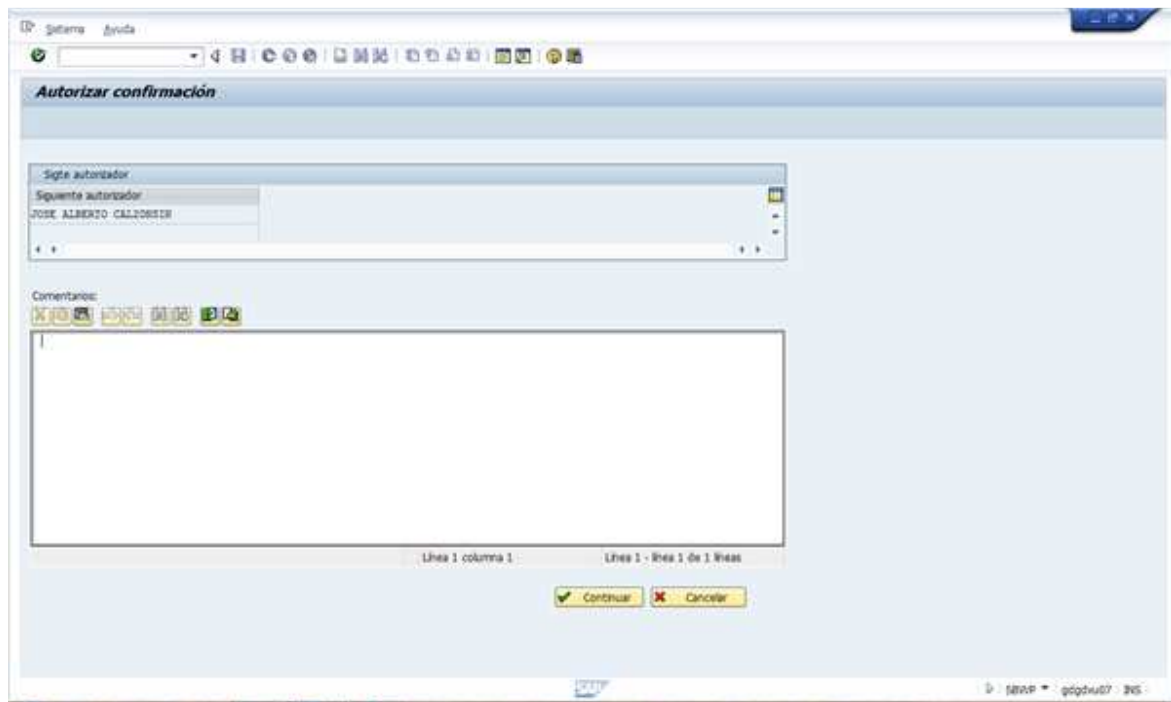 Sistema Ayuda
Autorizar confirmación
Sigte autorizador
Siguiente autorizador
JOSE ALBERTO CALZONSIN
Comentarios:
Línea 1 columna 1 Línea 1 - línea 1 de 1 líneas
Continuar Cancelar
SAP
SBWP INS